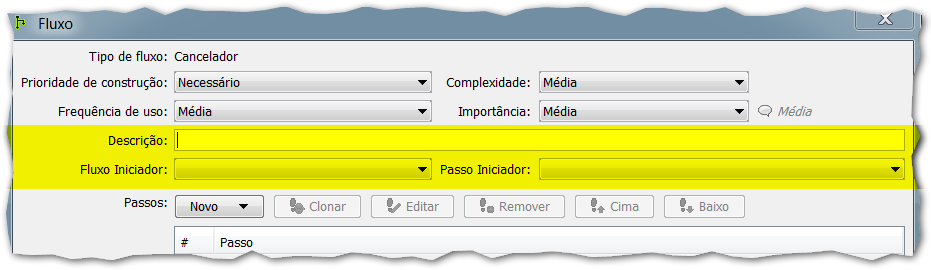 Fluxo
Tipo de fluxo: Cancelador
Prioridade de construção: Necessário Complexidade: Média
Frequência de uso: Média Importância: Média Média
Descrição:
Fluxo Iniciador: Passo Iniciador:
Passos: Novo Clonar Editar Remover Cima Baixo
# Passo